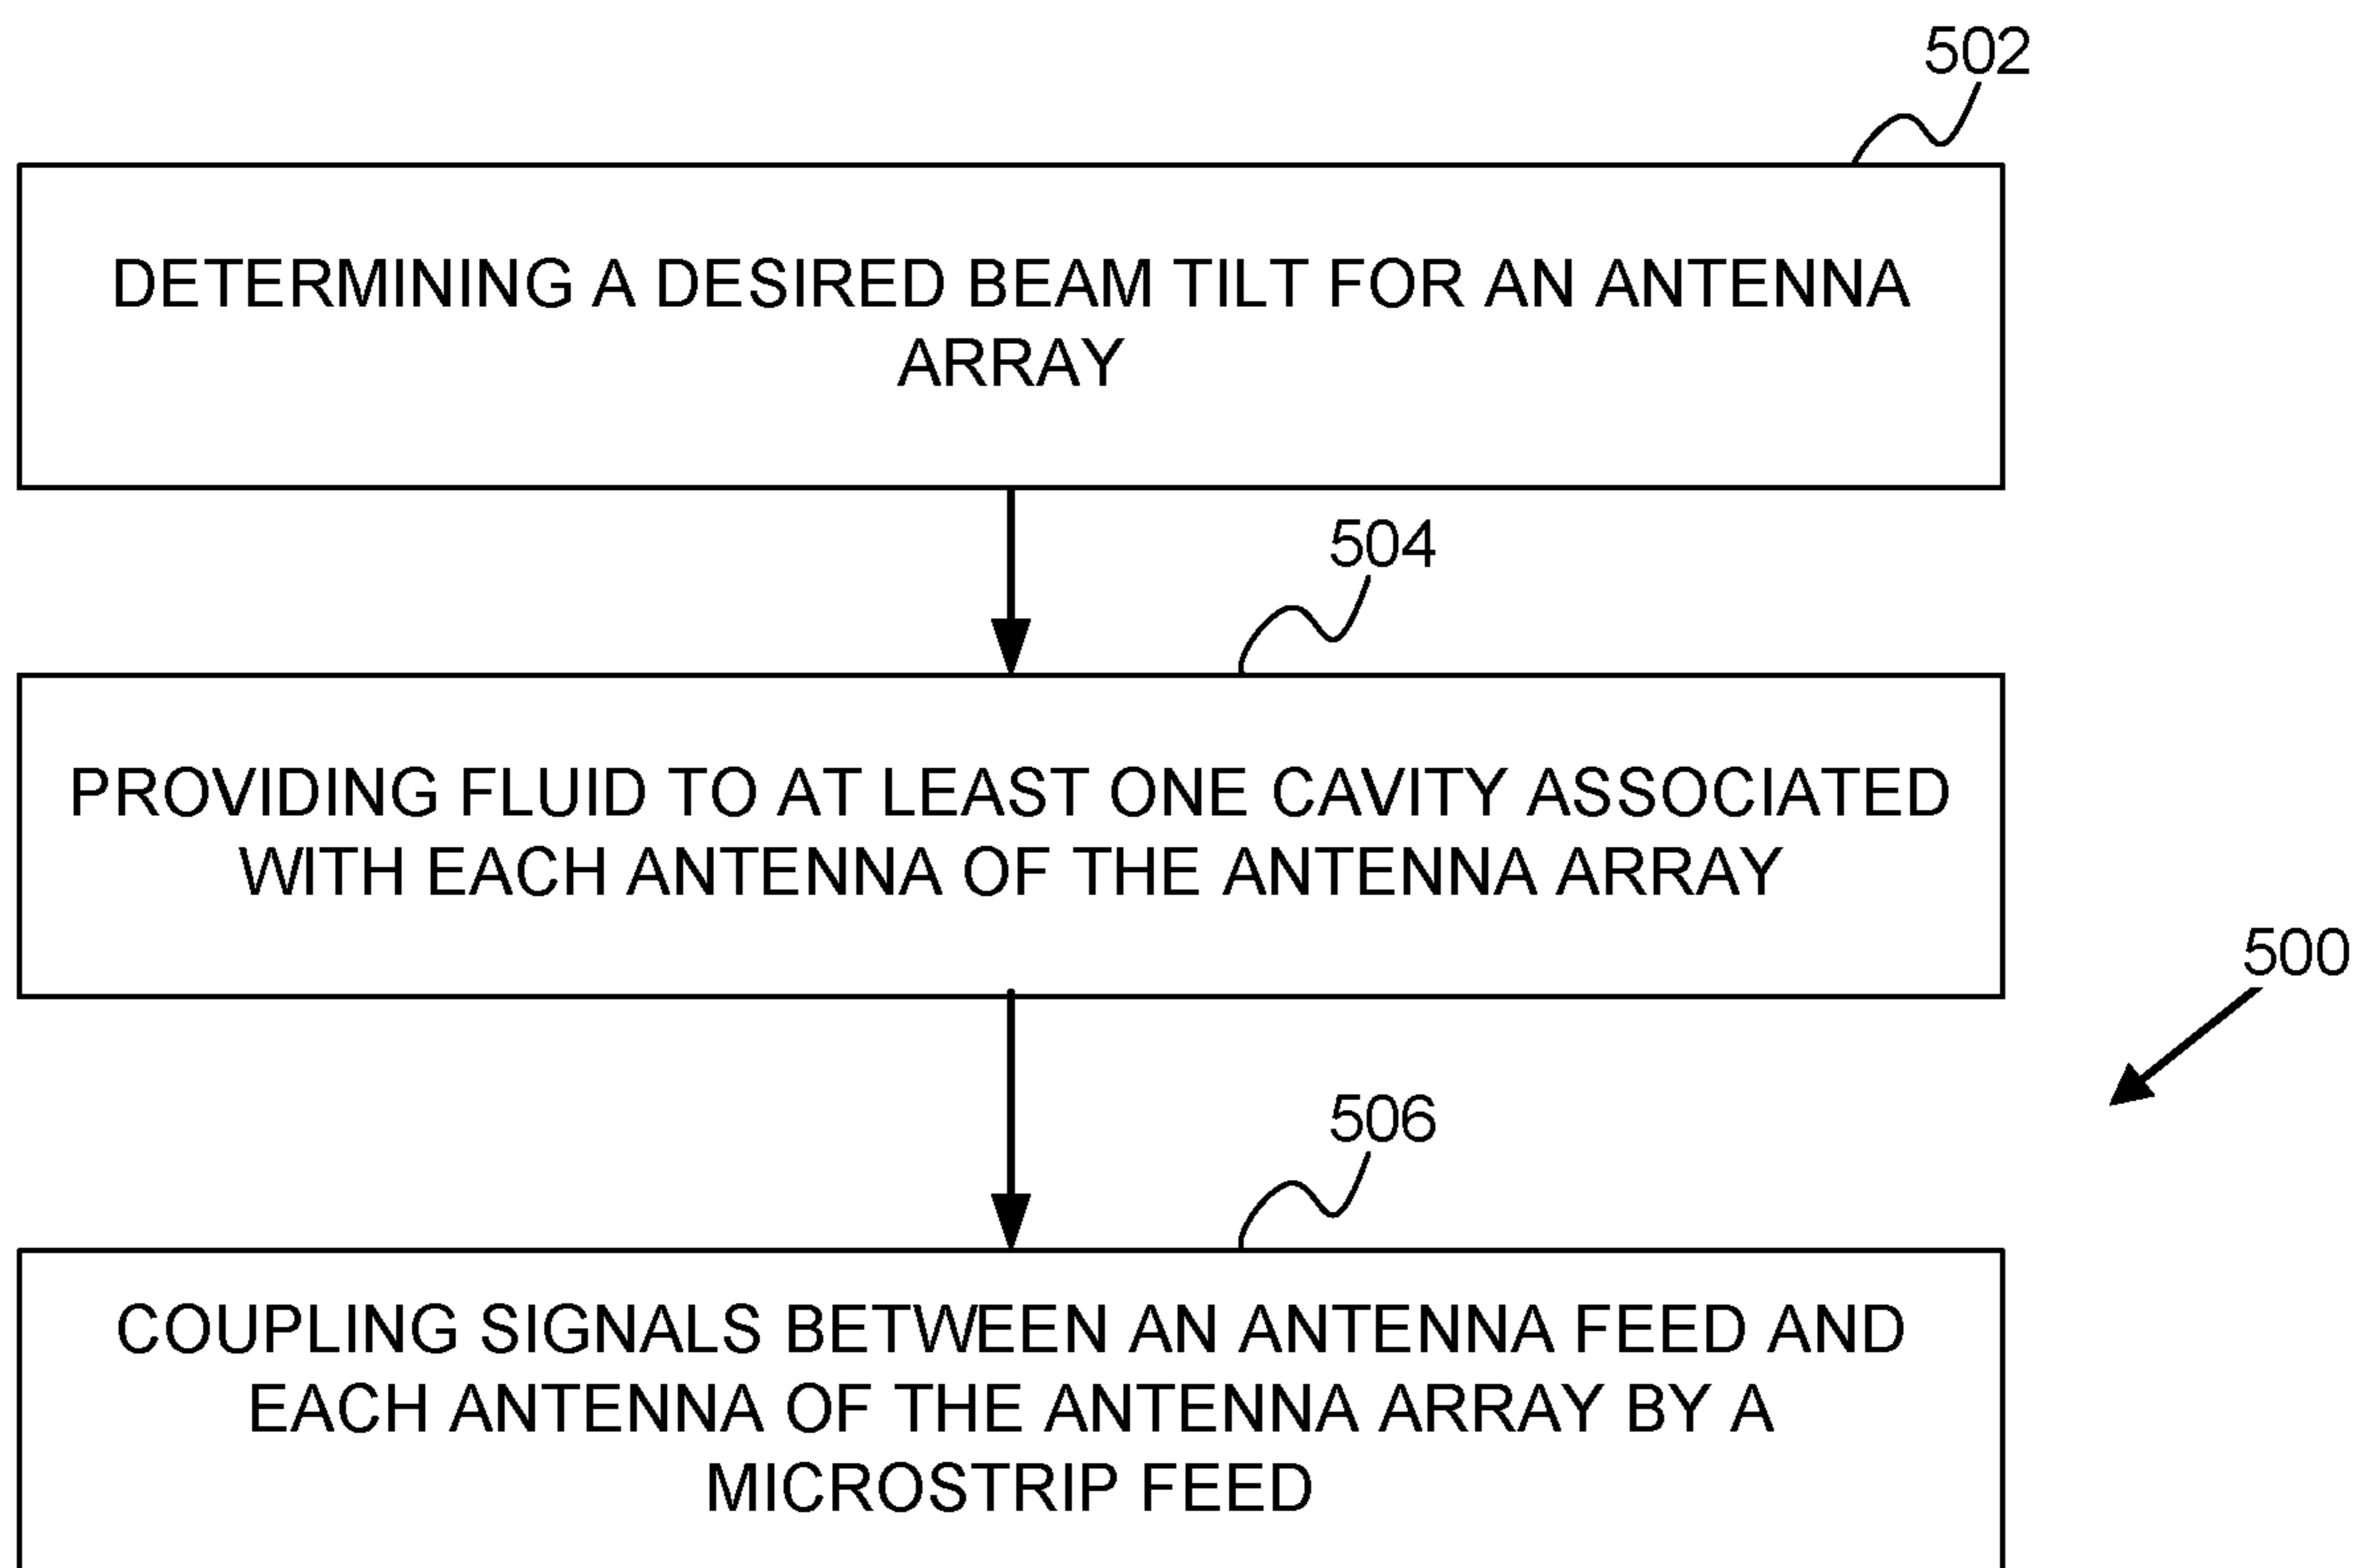 502
DETERMINING A DESIRED BEAM TILT FOR AN ANTENNA
ARRAY
504
PROVIDING FLUID TO AT LEAST ONE CAVITY ASSOCIATED
WITH EACH ANTENNA OF THE ANTENNA ARRAY
500
506
COUPLING SIGNALS BETWEEN AN ANTENNA FEED AND
EACH ANTENNA OF THE ANTENNA ARRAY BY A
MICROSTRIP FEED